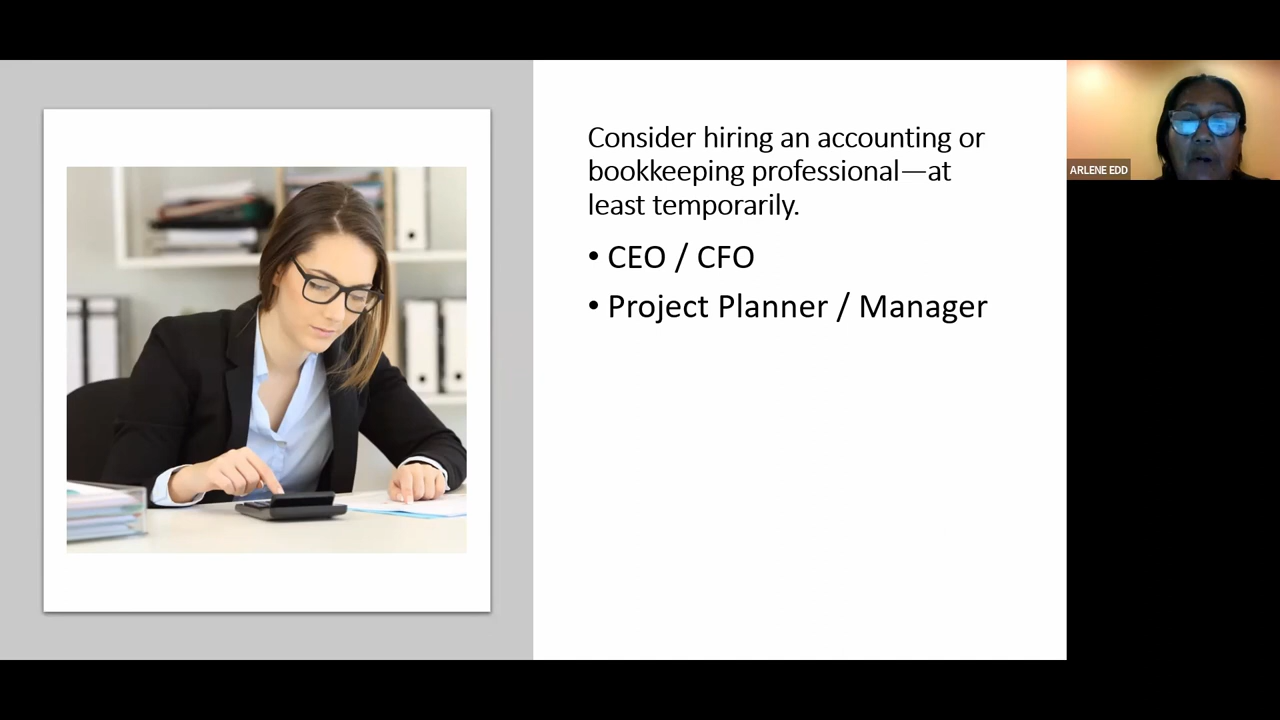 Consider hiring an accounting or
bookkeeping professional—at
least temporarily.
• CEO / CFO
• Project Planner / Manager
ARLENE EDD